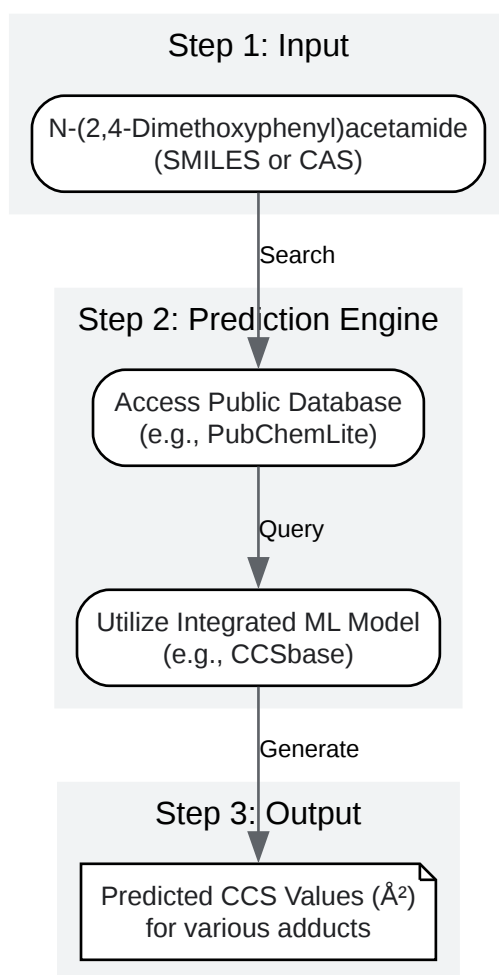 Step 1: Input
N-(2,4-Dimethoxyphenyl)acetamide
(SMILES or CAS)
Search
Step 2: Prediction Engine
Access Public Database
(e.g., PubChemLite)
Query
Utilize Integrated ML Model
(e.g., CCSbase)
Generate
Step 3: Output
Predicted CCS Values (Å²)
for various adducts